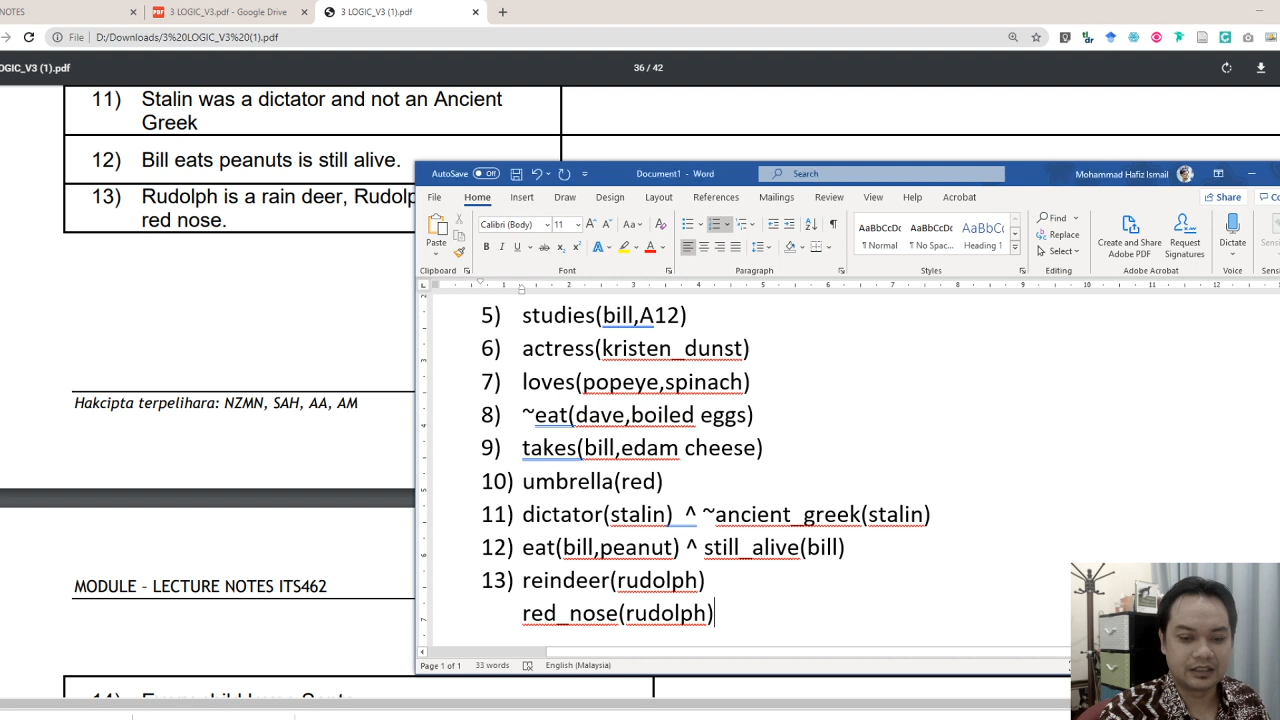 NOTES
3 LOGIC_V3.pdf - Google Drive
3 LOGIC_V3 (1).pdf
File
D:/Downloads/3%20LOGIC_V3%20(1).pdf
OGIC_V3 (1).pdf
36 / 42
11) Stalin was a dictator and not an Ancient
Greek
12) Bill eats peanuts is still alive.
13) Rudolph is a rain deer, Rudolp
red nose.
Hakcipta terpelihara: NZMN, SAH, AA, AM
MODULE – LECTURE NOTES ITS462
AutoSave Off
Document1 - Word
Search
Mohammad Hafiz Ismail
File Home Insert Draw Design Layout References Mailings Review View Help Acrobat
Share
Co
Paste
Clipboard
Calibri (Body) 11
Font
Paragraph
AaBbCcDc AaBbCcDc AaBbCc
¶ Normal ¶ No Spac... Heading 1
Styles
Find
Replace
Select
Editing
Create and Share
Adobe PDF
Request
Signatures
Adobe Acrobat
Dictate
Voice
Sensi
Sens
5) studies(bill,A12)
6) actress(kristen_dunst)
7) loves(popeye,spinach)
8) ~eat(dave,boiled eggs)
9) takes(bill,edam cheese)
10) umbrella(red)
11) dictator(stalin) ^ ~ancient_greek(stalin)
12) eat(bill,peanut) ^ still_alive(bill)
13) reindeer(rudolph)
red_nose(rudolph)
Page 1 of 1
33 words
English (Malaysia)